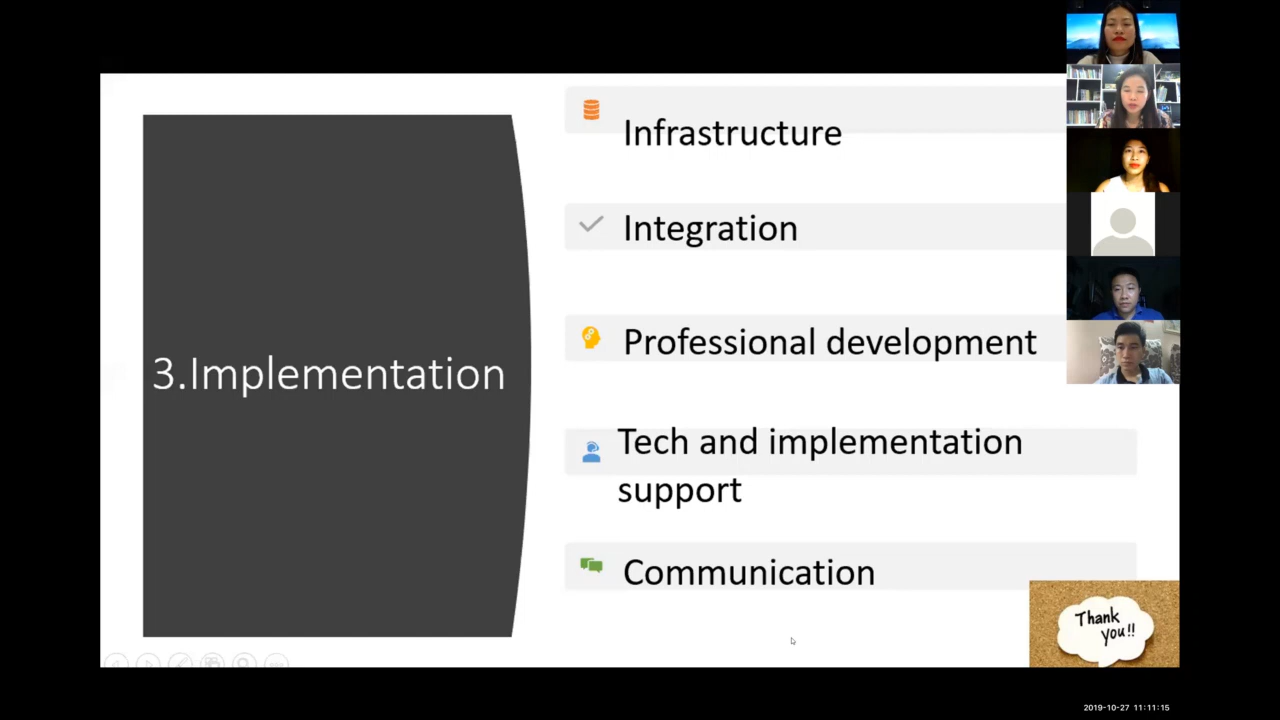 3.Implementation
Infrastructure
Integration
Professional development
Tech and implementation
support
Communication
Thank
you!!
2019-10-27 11:11:15